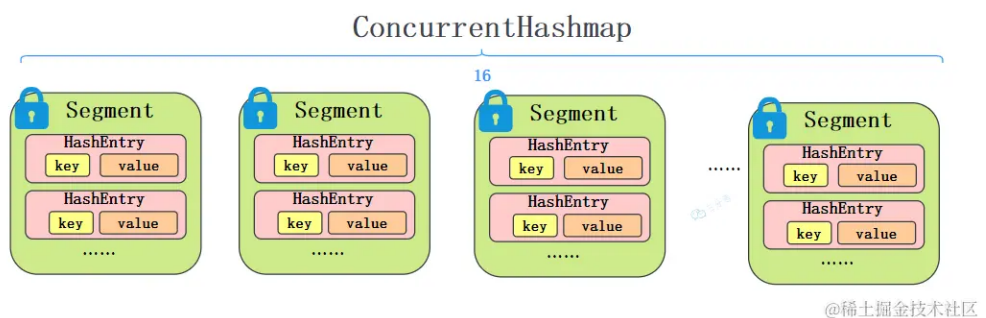 ConcurrentHashmap
16
Segment
Segment
Segment
Segment
HashEntry
HashEntry
HashEntry
HashEntry
key value
key value
key value
key value
HashEntry
HashEntry
HashEntry
HashEntry
key value
key value
key value
key value
……
……
……
……
……
@稀土掘金技术社区